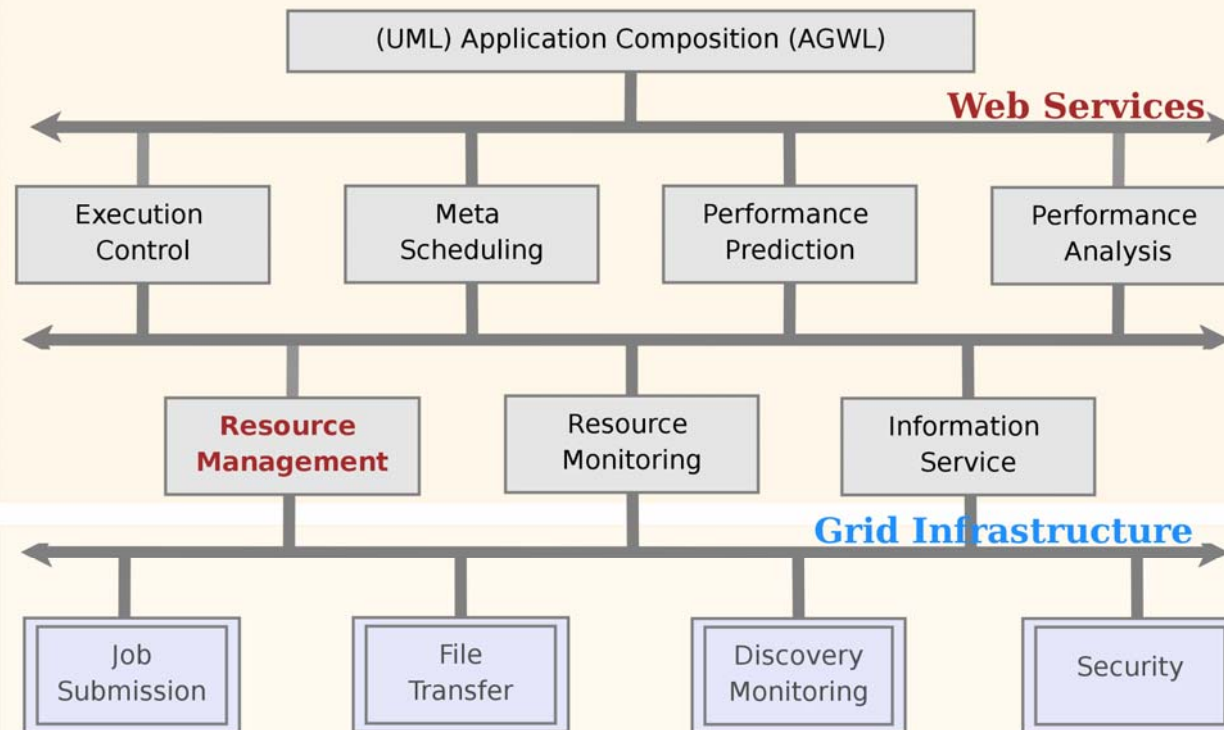 (UML) Application Composition (AGWL)
Web Services
Execution
Control
Meta
Scheduling
Performance
Prediction
Performance
Analysis
Resource
Management
Resource
Monitoring
Information
Service
Grid Infrastructure
Job
Submission
File
Transfer
Discovery
Monitoring
Security